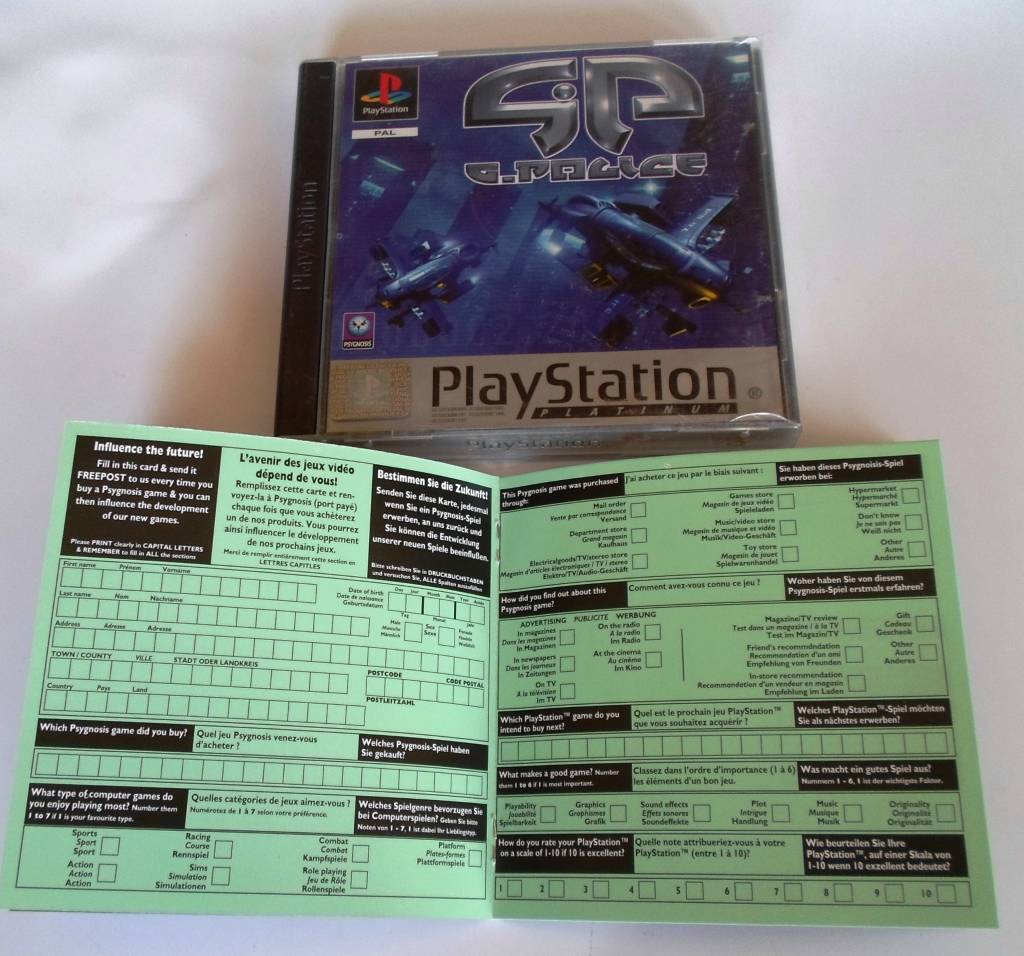 PlayStation
PAL
G.POLICE
PlayStation
PSYGNOSIS
PlayStation ®
PLATINUM
PlayStation
Influence the future!
Fill in this card & send it
FREEPOST to us every time you
buy a Psygnosis game & you can
then influence the development
of our new games.
Please PRINT clearly in CAPITAL LETTERS
& REMEMBER to fill in ALL the sections
L'avenir des jeux vidéo
dépend de vous!
Remplissez cette carte et ren-
voyez-la à Psygnosis (port payé)
chaque fois que vous achèterez
un de nos produits. Vous pourrez
ainsi influencer le développement
de nos prochains jeux.
Merci de remplir entièrement cette section en
LETTRES CAPITLES
Bestimmen Sie die Zukunft!
Senden Sie diese Karte, jedesmal
wenn Sie ein Psygnosis-Spiel
erwerben, an uns zurück und
Sie können die Entwicklung
unserer neuen Spiele beeinflußen.
Bitte schreiben Sie in DRUCKBUCHSTABEN
und versuchen Sie, ALLE Spalten auszufüllen
First name Prénom Vorname
Date of birth
Date de naissance
Geburtsdatum
Day Jour Month Mois Year Année
Tag Monat Jahr
Last name Nom Nachname
Male
Masculin
Männlich
Sex
Sexe
Female
Féminin
Weiblich
Address Adresse Adresse
TOWN / COUNTY VILLE STADT ODER LANDKREIS
POSTCODE CODE POSTAL
POSTLEITZAHL
Country Pays Land
Which Psygnosis game did you buy?
Quel jeu Psygnosis venez-vous
d'acheter ?
Welches Psygnosis-Spiel haben
Sie gekauft?
What type of computer games do
you enjoy playing most? Number them
1 to 7 if 1 is your favourite type.
Quelles catégories de jeux aimez-vous ?
Numérotez de 1 à 7 selon votre préférence.
Welches Spielgenre bevorzugen Sie
bei Computerspielen? Geben Sie bitte
Noten von 1 - 7, 1 ist dabei Ihr Lieblingstyp.
Sports
Sport
Sport
Racing
Course
Rennspiel
Combat
Combat
Kampfspiele
Platform
Plates-formes
Plattformspiele
Action
Action
Action
Sims
Simulation
Simulationen
Role playing
Jeu de Rôle
Rollenspiele
This Psygnosis game was purchased
through:
J'ai acheter ce jeu par le biais suivant :
Sie haben dieses Psygnoisis-Spiel
erworben bei:
Mail order
Vente par correspondance
Versand
Games store
Magasin de jeux vidéo
Spieleladen
Hypermarket
Hypermarché
Supermarkt
Department store
Grand magasin
Kaufhaus
Music/video store
Magasin de musique et vidéo
Musik/Video-Geschäft
Don't know
Je ne sais pas
Weiß nicht
Electricalgoods/TV/stereo store
Magasin d'articles électroniques / TV / stereo
Elektro/TV/Audio-Geschäft
Toy store
Magasin de jouet
Spielwarenhandel
Other
Autre
Anderes
How did you find out about this
Psygnosis game?
Comment avez-vous connu ce jeu ?
Woher haben Sie von diesem
Psygnosis-Spiel erstmals erfahren?
ADVERTISING PUBLICITE WERBUNG
In magazines
Dans les magazines
In Magazinen
On the radio
A la radio
Im Radio
Magazine/TV review
Test dans un magazine / à la TV
Test im Magazin/TV
Gift
Cadeau
Geschenk
In newspapers
Dans les journaux
In Zeitungen
At the cinema
Au cinéma
Im Kino
Friend's recommdndation
Recommandation d'un ami
Empfehlung von Freunden
Other
Autre
Anderes
On TV
A la télévision
Im TV
In-store recommendation
Recommandation d'un vendeur en magasin
Empfehlung im Laden
Which PlayStation™ game do you
intend to buy next?
Quel est le prochain jeu PlayStation™
que vous souhaitez acquérir ?
Welches PlayStation™-Spiel möchten
Sie als nächstes erwerben?
What makes a good game? Number
them 1 to 6 if 1 is most important.
Classez dans l'ordre d'importance (1 à 6)
les éléments d'un bon jeu.
Was macht ein gutes Spiel aus?
Nummern 1 - 6, 1 ist der wichtigste Faktor.
Playability
Jouabilité
Spielbarkeit
Graphics
Graphismes
Grafik
Sound effects
Effets sonores
Soundeffekte
Plot
Intrigue
Handlung
Music
Musique
Musik
Originality
Originalité
Originalität
How do you rate your PlayStation™
on a scale of 1-10 if 10 is excellent?
Quelle note attribueriez-vous à votre
PlayStation™ (entre 1 à 10)?
Wie beurteilen Sie Ihre
PlayStation™, auf einer Skala von
1-10 wenn 10 exzellent bedeutet?
1 2 3 4 5 6 7 8 9 10